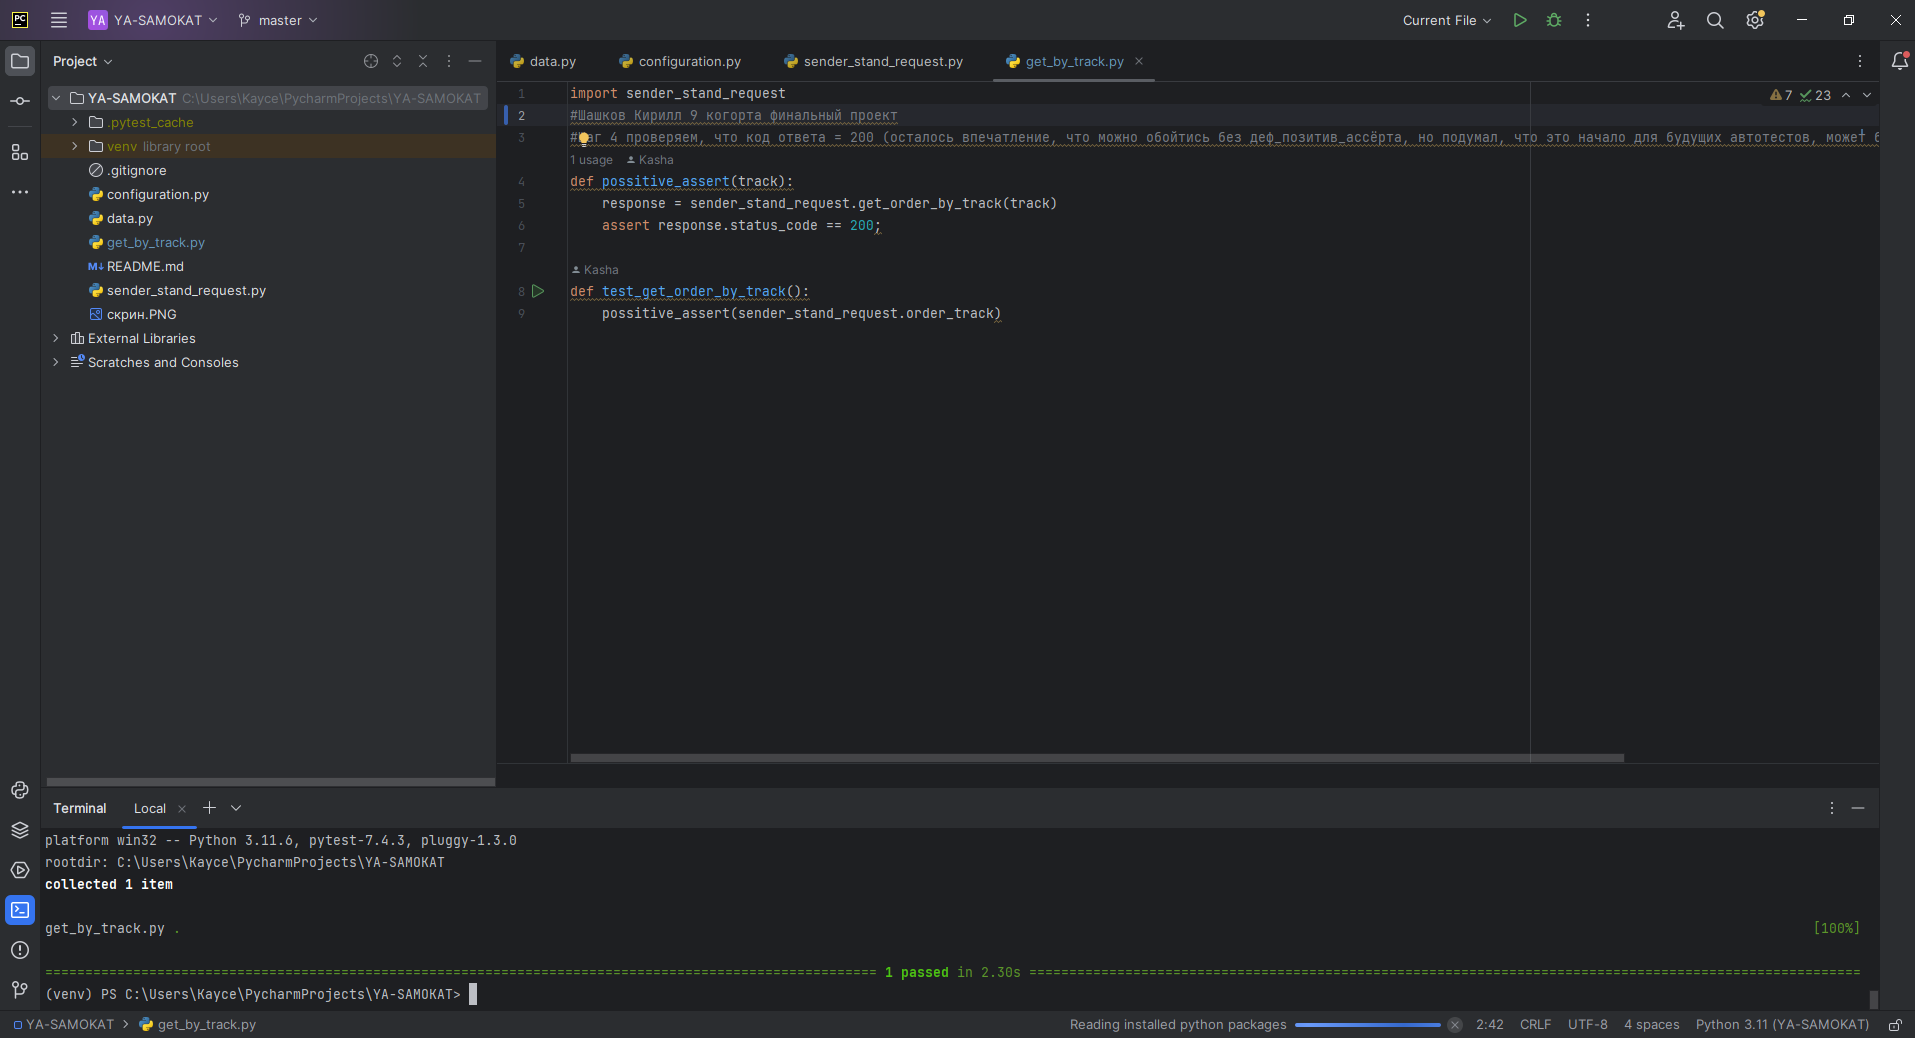 PC YA YA-SAMOKAT master Current File
Project
data.py configuration.py sender_stand_request.py get_by_track.py
YA-SAMOKAT C:\Users\Kayce\PycharmProjects\YA-SAMOKAT
.pytest_cache
venv library root
.gitignore
configuration.py
data.py
get_by_track.py
M↓ README.md
sender_stand_request.py
скрин.PNG
External Libraries
Scratches and Consoles
7 23
1 import sender_stand_request
2 #Шашков Кирилл 9 когорта финальный проект
3 #Шаг 4 проверяем, что код ответа = 200 (осталось впечатление, что можно обойтись без деф_позитив_ассёрта, но подумал, что это начало для будущих автотестов, может
1 usage Kasha
4 def possitive_assert(track):
5 response = sender_stand_request.get_order_by_track(track)
6 assert response.status_code == 200;
7
Kasha
8 def test_get_order_by_track():
9 possitive_assert(sender_stand_request.order_track)
Terminal Local
platform win32 -- Python 3.11.6, pytest-7.4.3, pluggy-1.3.0
rootdir: C:\Users\Kayce\PycharmProjects\YA-SAMOKAT
collected 1 item
get_by_track.py . [100%]
1 passed in 2.30s
(venv) PS C:\Users\Kayce\PycharmProjects\YA-SAMOKAT>
YA-SAMOKAT > get_by_track.py Reading installed python packages 2:42 CRLF UTF-8 4 spaces Python 3.11 (YA-SAMOKAT)